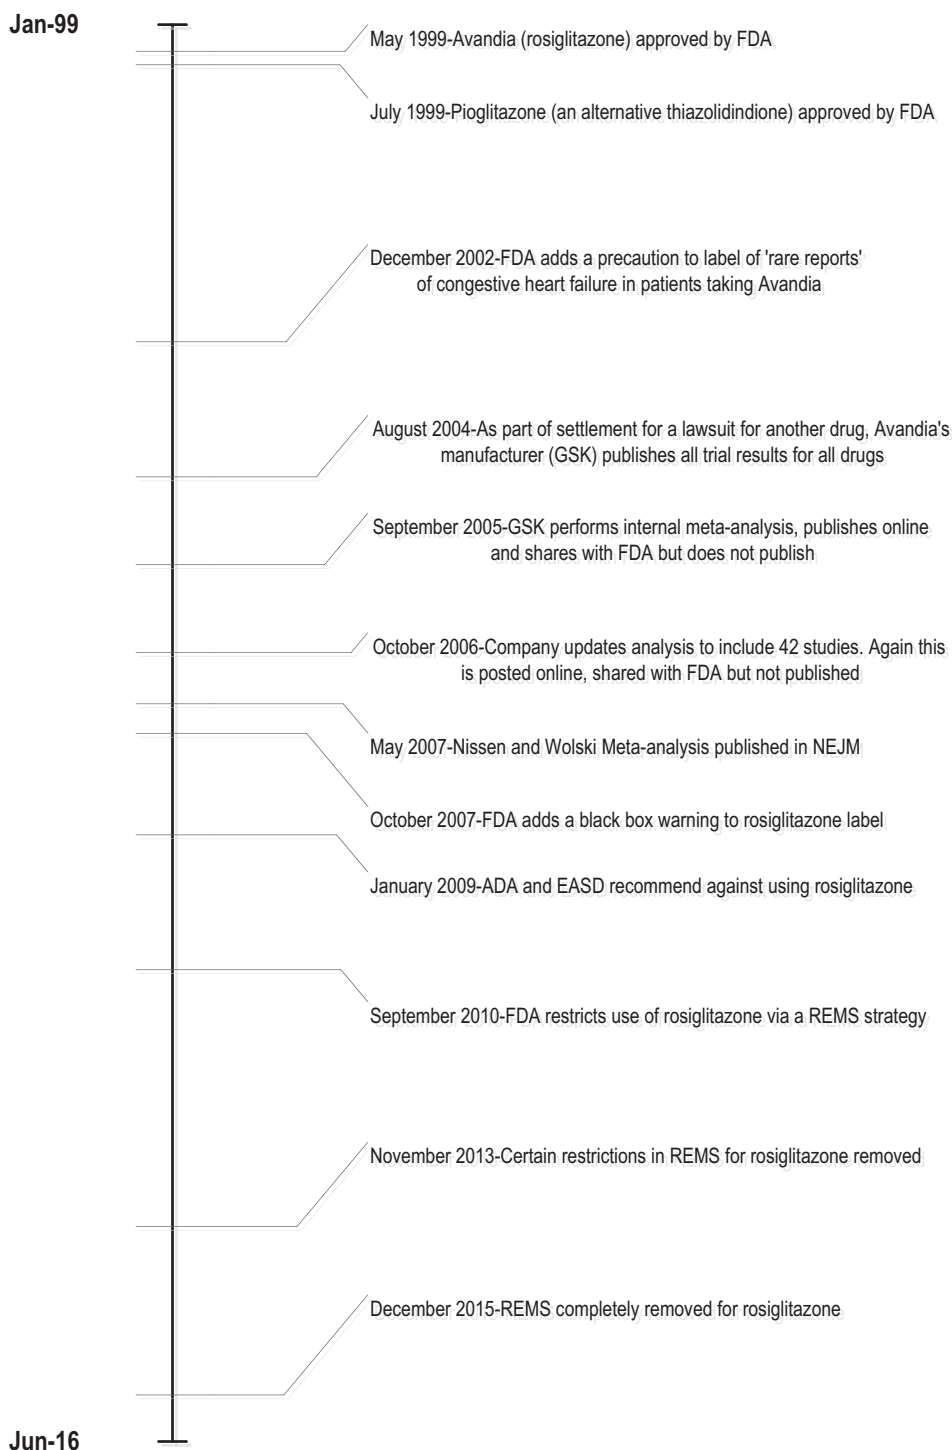 Jan-99
May 1999-Avandia (rosiglitazone) approved by FDA
July 1999-Pioglitazone (an alternative thiazolidindione) approved by FDA
December 2002-FDA adds a precaution to label of 'rare reports'
of congestive heart failure in patients taking Avandia
August 2004-As part of settlement for a lawsuit for another drug, Avandia's
manufacturer (GSK) publishes all trial results for all drugs
September 2005-GSK performs internal meta-analysis, publishes online
and shares with FDA but does not publish
October 2006-Company updates analysis to include 42 studies. Again this
is posted online, shared with FDA but not published
May 2007-Nissen and Wolski Meta-analysis published in NEJM
October 2007-FDA adds a black box warning to rosiglitazone label
January 2009-ADA and EASD recommend against using rosiglitazone
September 2010-FDA restricts use of rosiglitazone via a REMS strategy
November 2013-Certain restrictions in REMS for rosiglitazone removed
December 2015-REMS completely removed for rosiglitazone
Jun-16